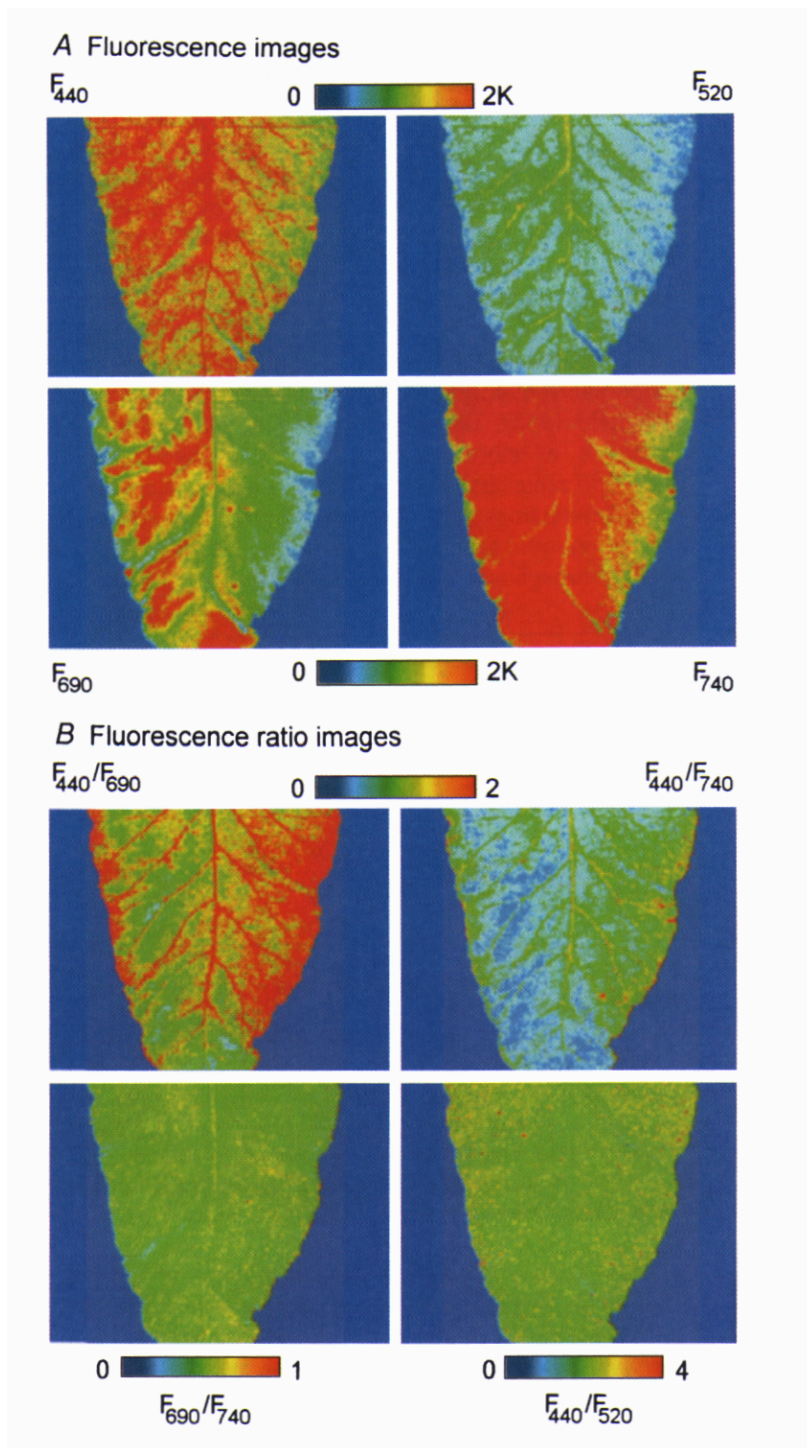 A Fluorescence images
F440 0 2K F520
F690 0 2K F740
B Fluorescence ratio images
F440/F690 0 2 F440/F740
0 1 0 4
F690/F740 F440/F520